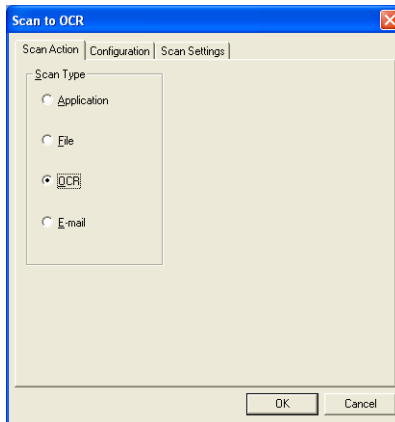 Scan to OCR
Scan Action Configuration Scan Settings
Scan Type
Application
File
OCR
E-mail
OK Cancel